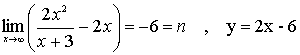 lim_{x→∞} (2x²/(x+3) − 2x) = −6 = n , y = 2x - 6